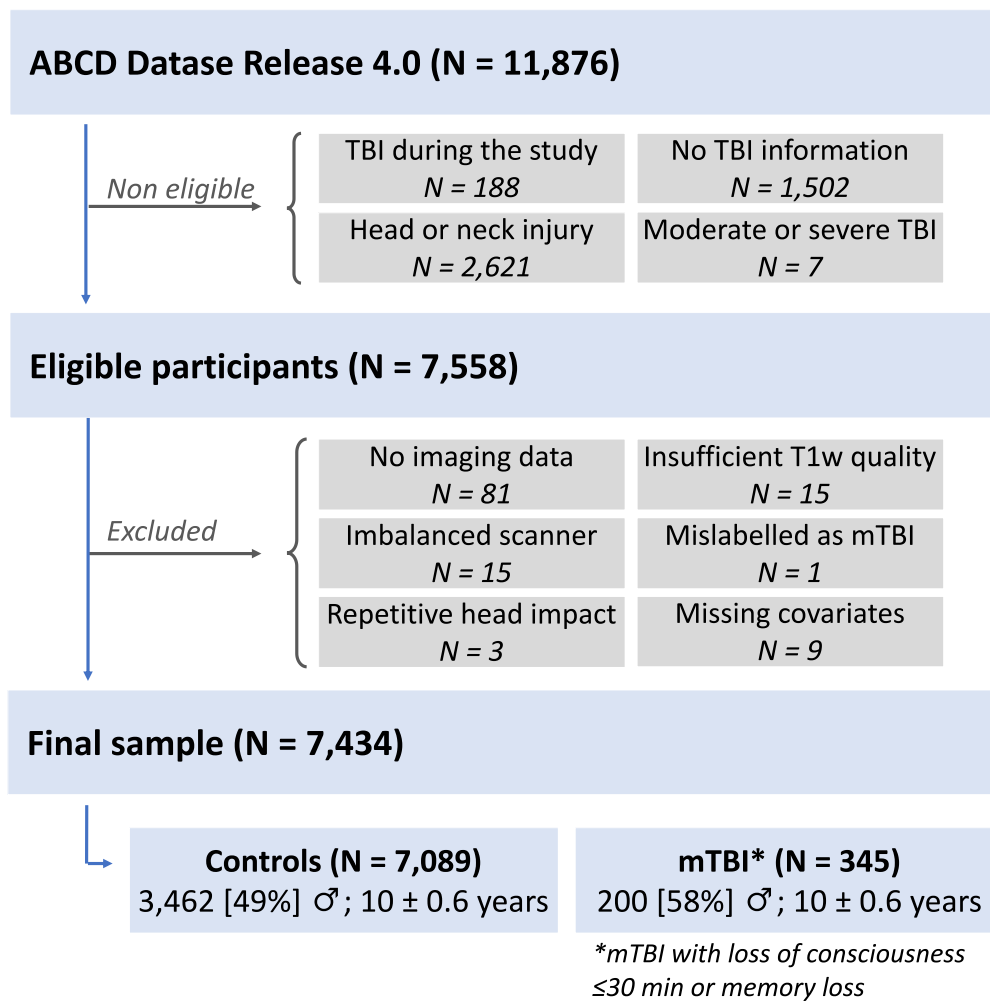 ABCD Datase Release 4.0 (N = 11,876)
Non eligible
TBI during the study
N = 188
No TBI information
N = 1,502
Head or neck injury
N = 2,621
Moderate or severe TBI
N = 7
Eligible participants (N = 7,558)
Excluded
No imaging data
N = 81
Insufficient T1w quality
N = 15
Imbalanced scanner
N = 15
Mislabelled as mTBI
N = 1
Repetitive head impact
N = 3
Missing covariates
N = 9
Final sample (N = 7,434)
Controls (N = 7,089)
3,462 [49%] ♂; 10 ± 0.6 years
mTBI* (N = 345)
200 [58%] ♂; 10 ± 0.6 years
*mTBI with loss of consciousness
≤30 min or memory loss